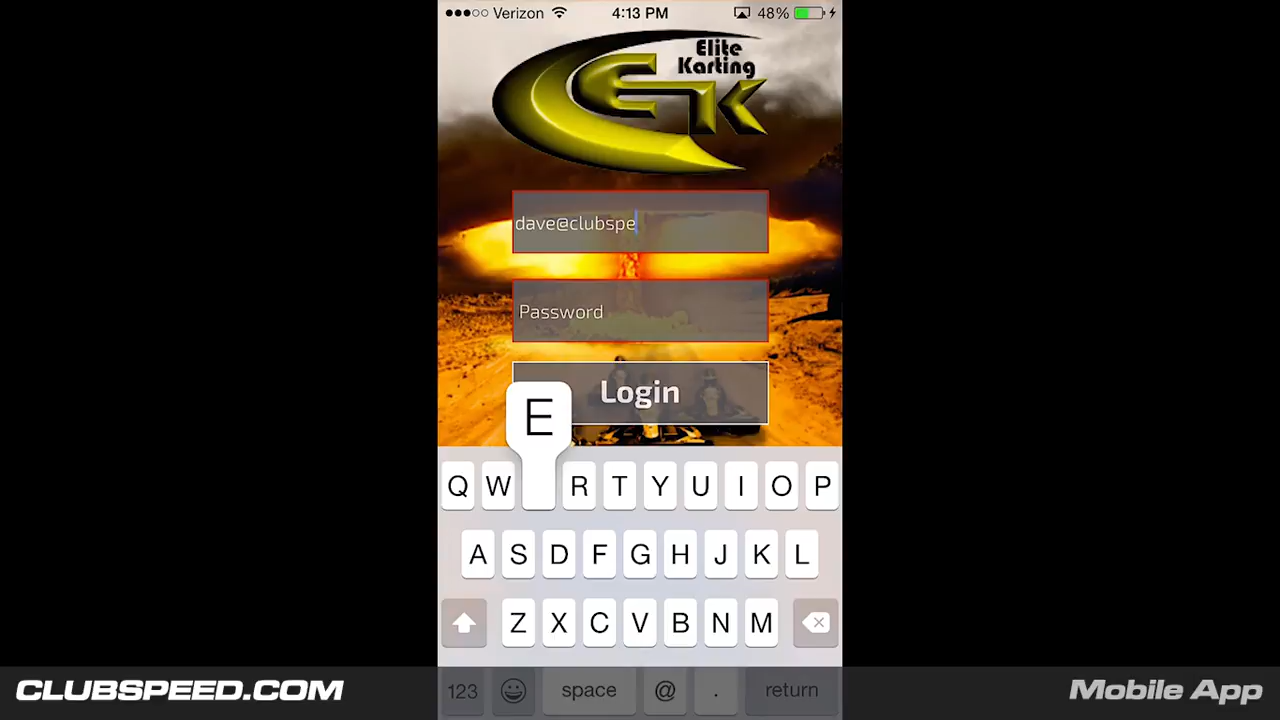 Verizon 4:13 PM 48%
Elite
Karting
EK
dave@clubspe
Password
Login
E
Q W R T Y U I O P
A S D F G H J K L
Z X C V B N M
123 space @ . return
CLUBSPEED.COM Mobile App